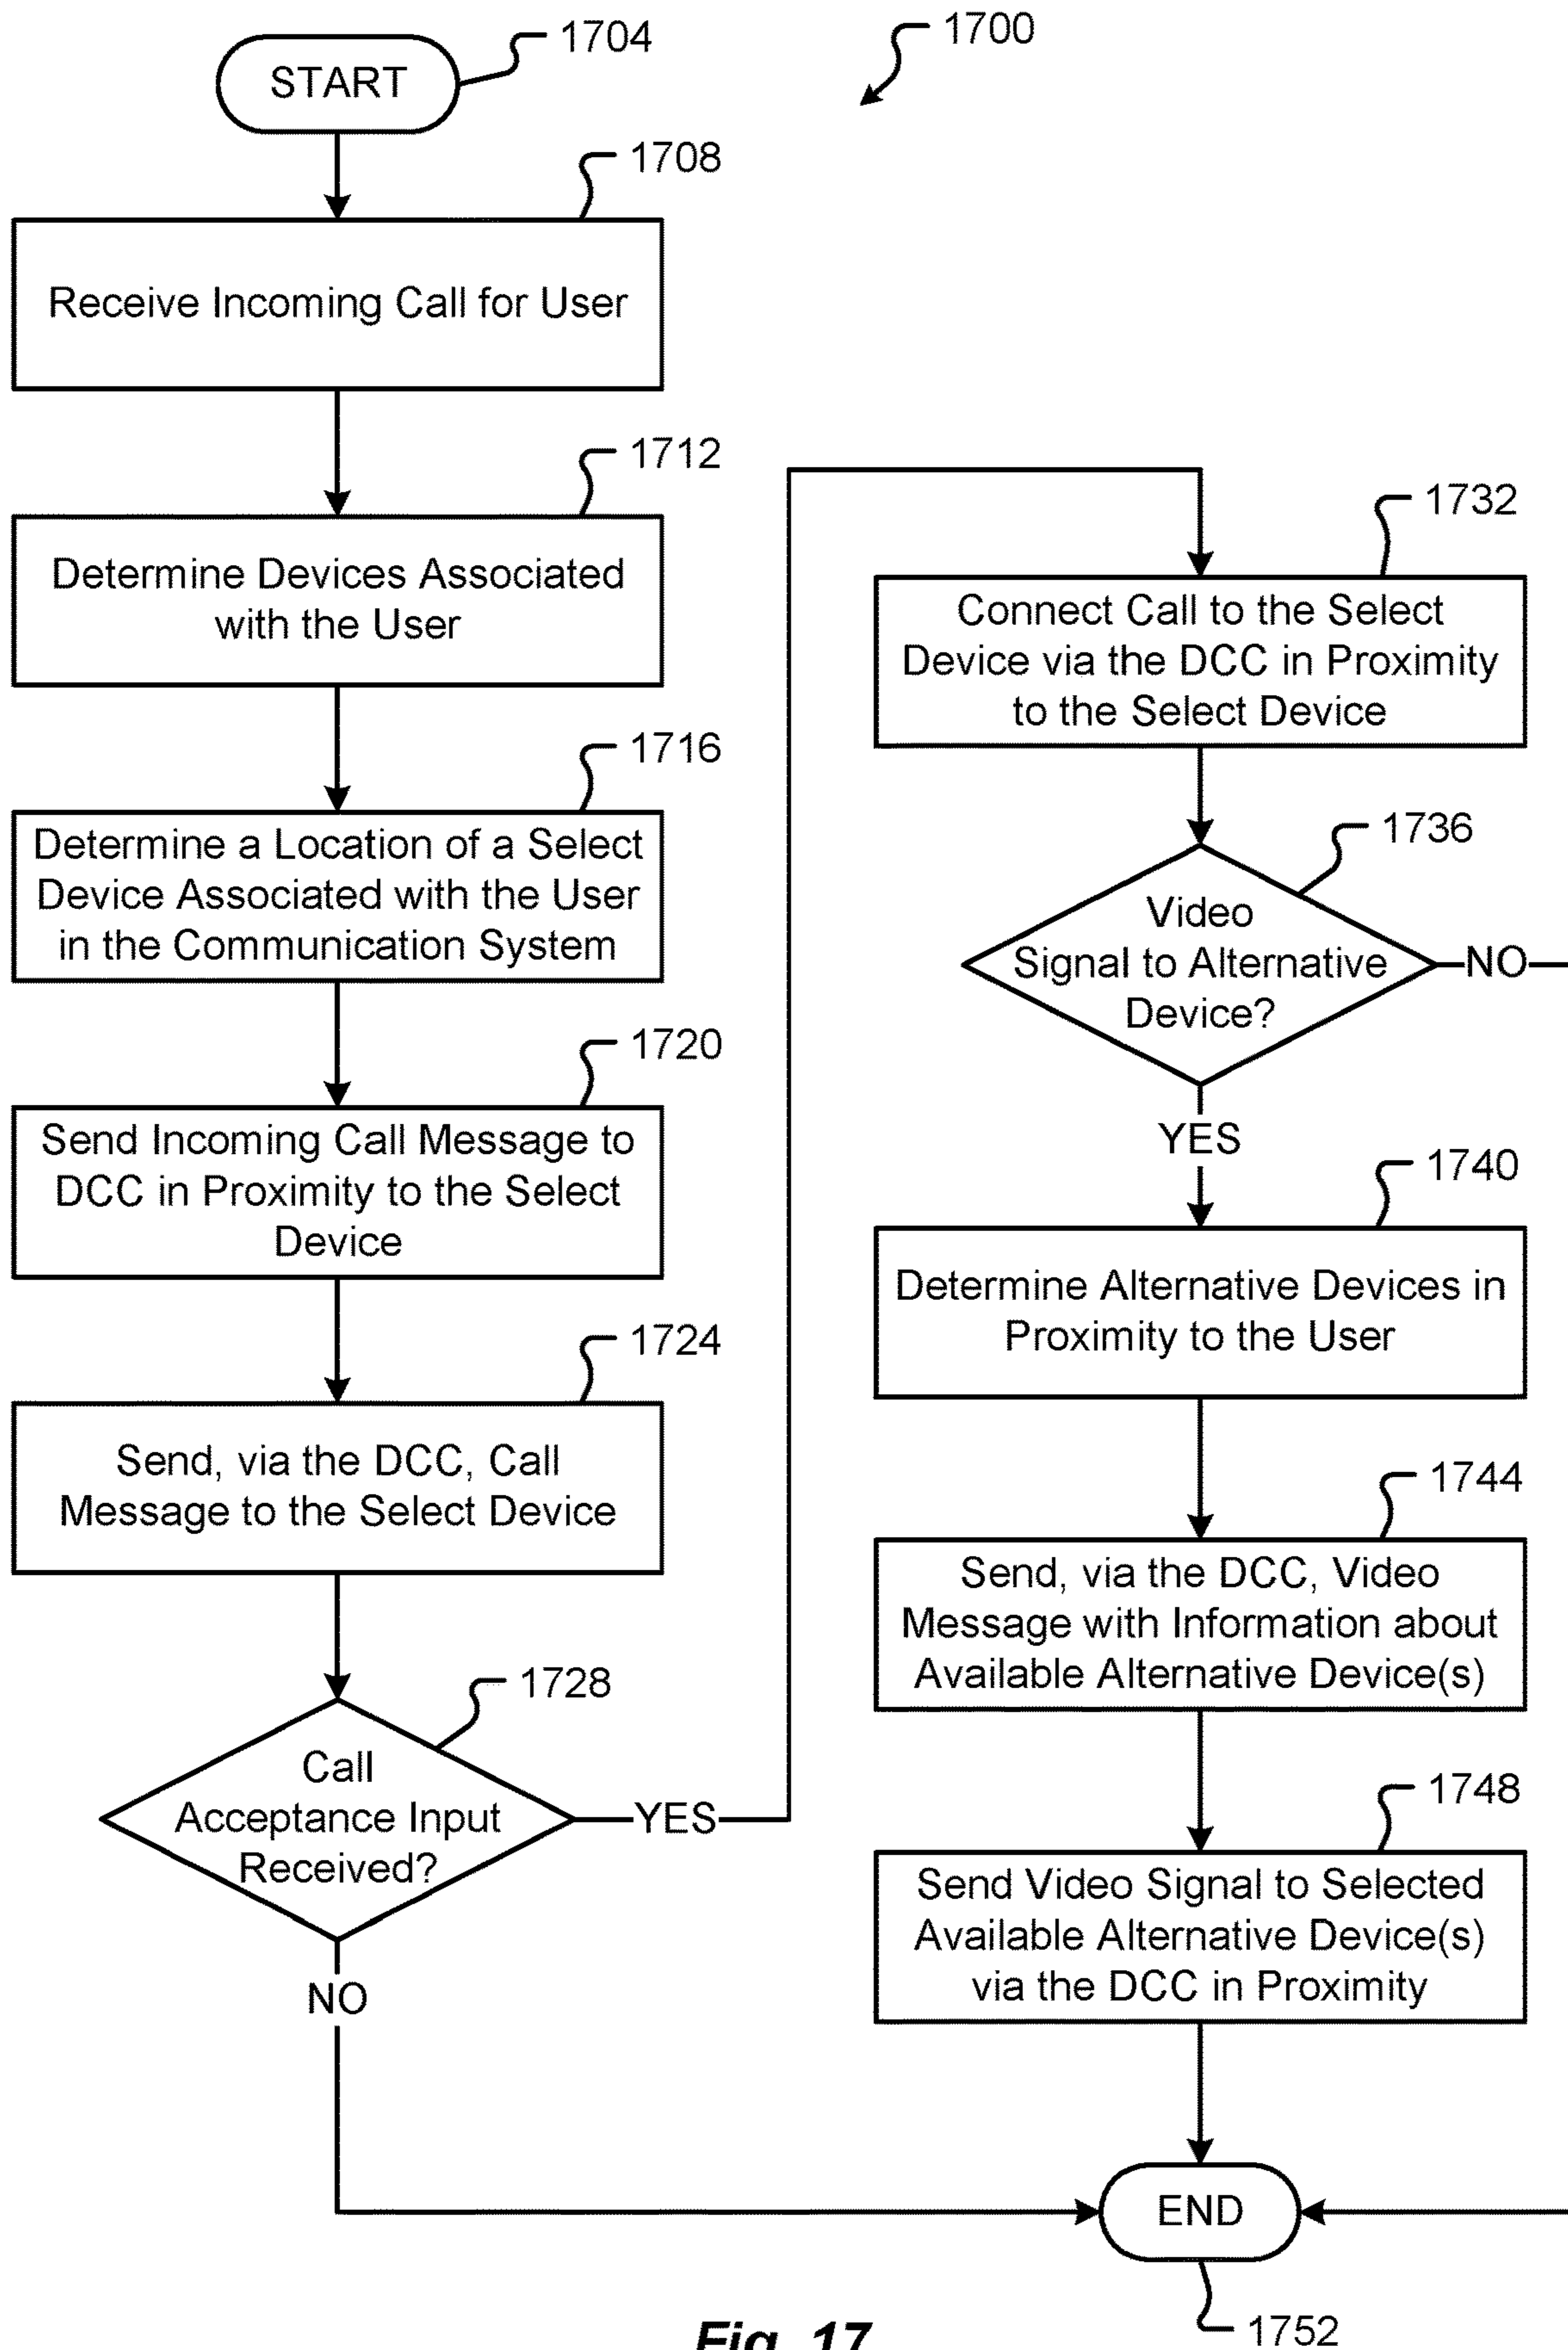 1700
START
1704
1708
Receive Incoming Call for User
1712
Determine Devices Associated
with the User
1716
Determine a Location of a Select
Device Associated with the User
in the Communication System
1720
Send Incoming Call Message to
DCC in Proximity to the Select
Device
1724
Send, via the DCC, Call
Message to the Select Device
1728
Call
Acceptance Input
Received?
YES
NO
1732
Connect Call to the Select
Device via the DCC in Proximity
to the Select Device
1736
Video
Signal to Alternative
Device?
NO
YES
1740
Determine Alternative Devices in
Proximity to the User
1744
Send, via the DCC, Video
Message with Information about
Available Alternative Device(s)
1748
Send Video Signal to Selected
Available Alternative Device(s)
via the DCC in Proximity
END
1752
Fig. 17